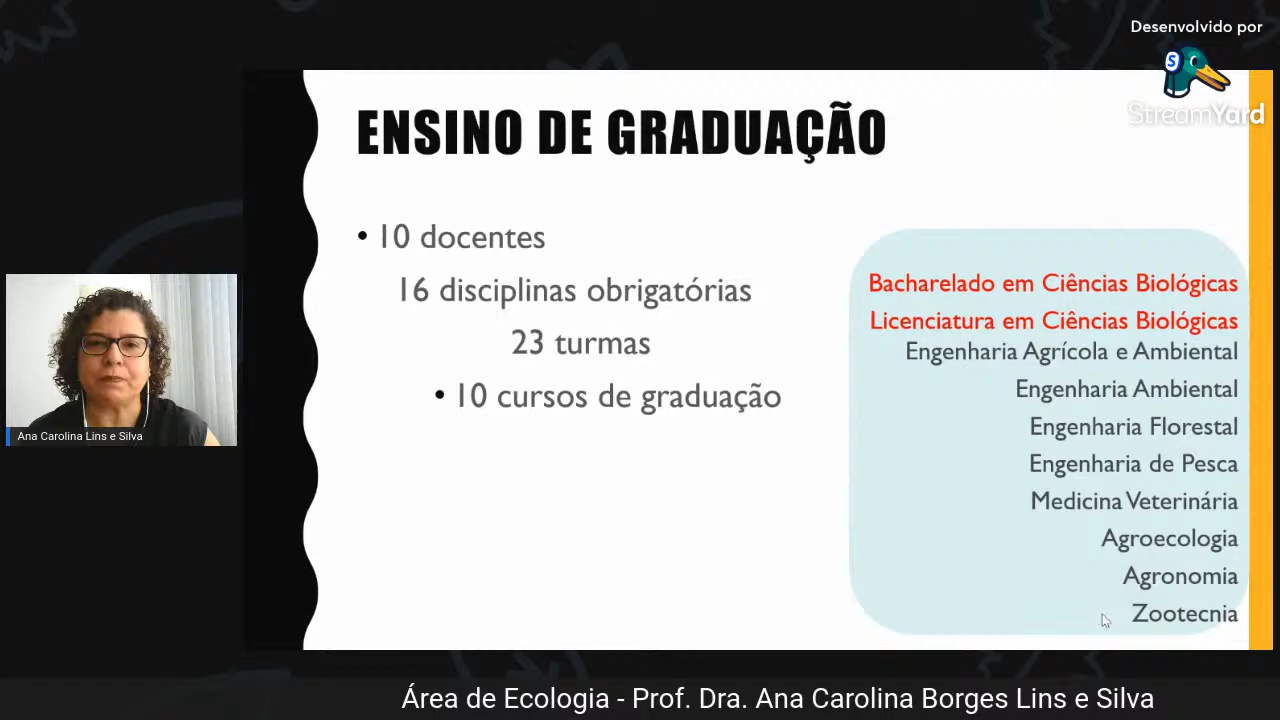 Desenvolvido por
StreamYard
ENSINO DE GRADUAÇÃO
• 10 docentes
16 disciplinas obrigatórias
23 turmas
• 10 cursos de graduação
Bacharelado em Ciências Biológicas
Licenciatura em Ciências Biológicas
Engenharia Agrícola e Ambiental
Engenharia Ambiental
Engenharia Florestal
Engenharia de Pesca
Medicina Veterinária
Agroecologia
Agronomia
Zootecnia
Ana Carolina Lins e Silva
Área de Ecologia - Prof. Dra. Ana Carolina Borges Lins e Silva